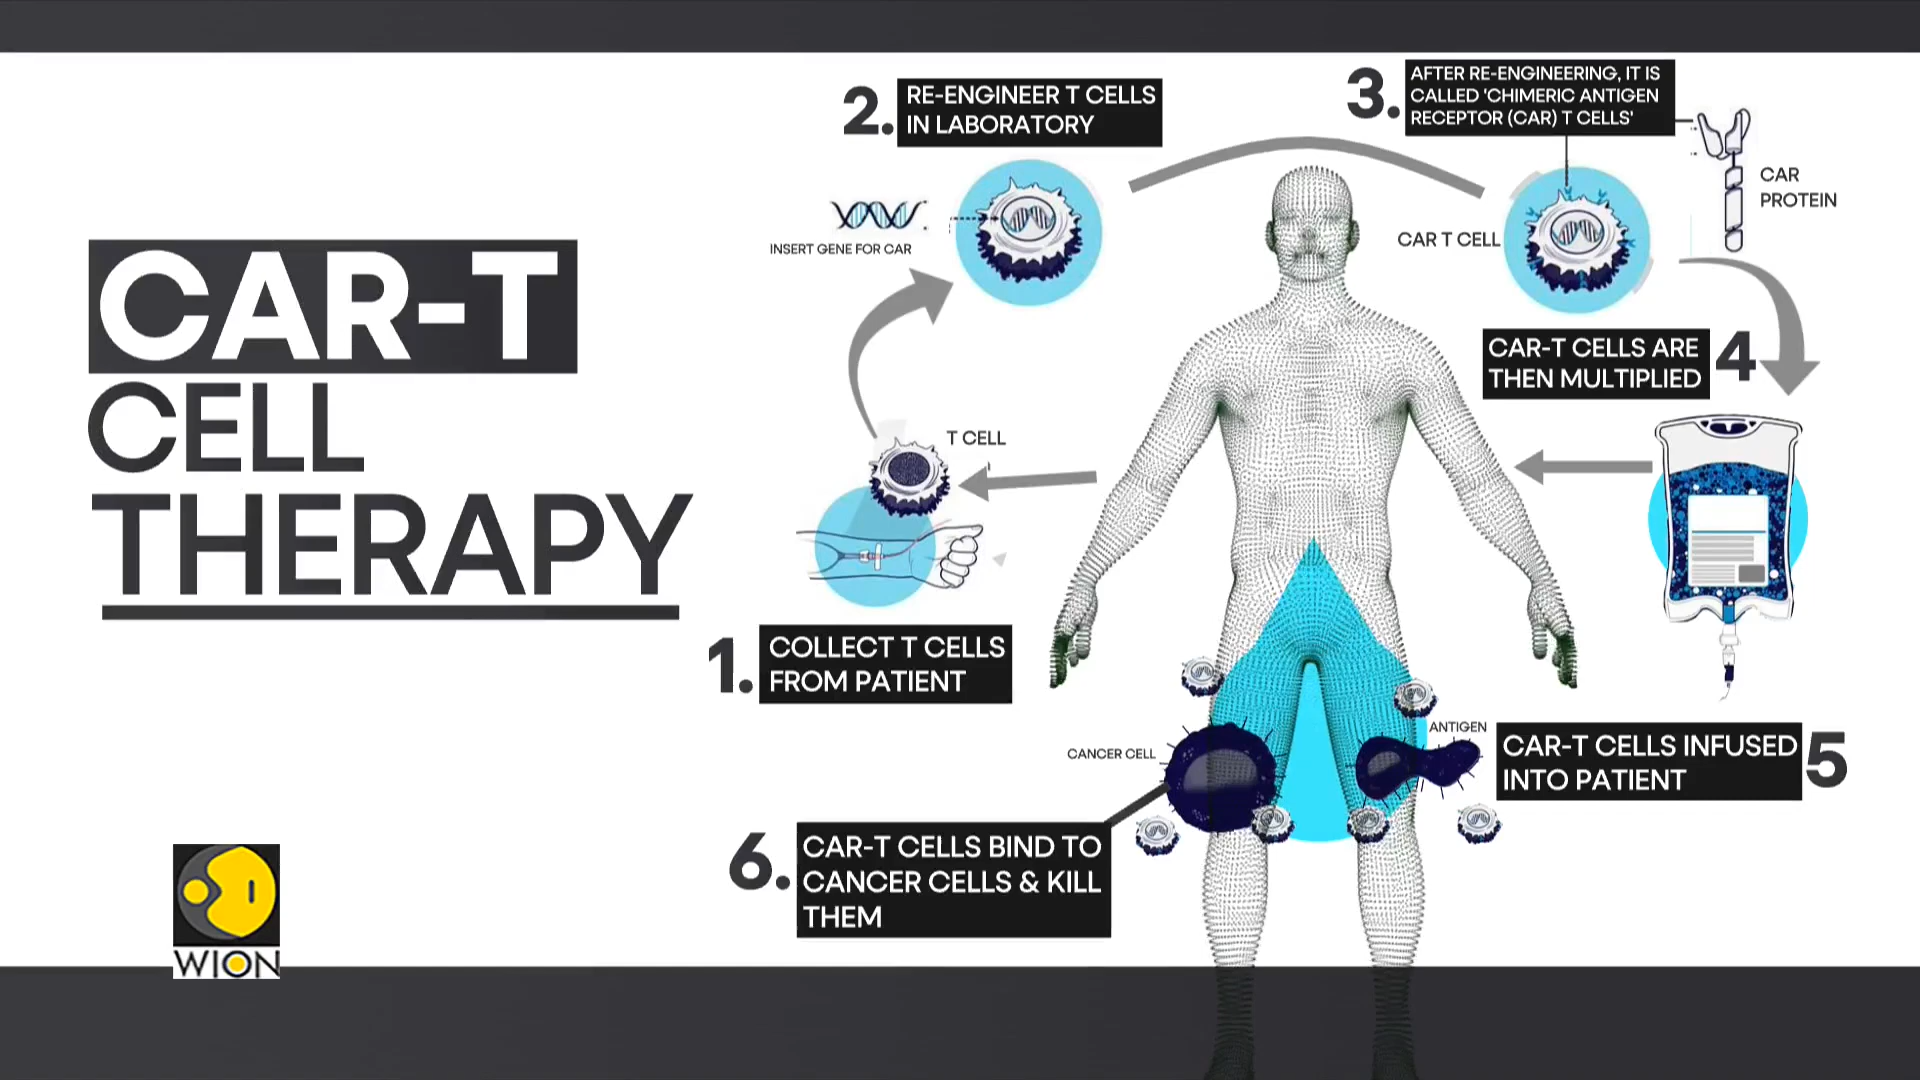 CAR-T
CELL
THERAPY
1.
COLLECT T CELLS
FROM PATIENT
T CELL
2.
RE-ENGINEER T CELLS
IN LABORATORY
INSERT GENE FOR CAR
3.
AFTER RE-ENGINEERING, IT IS
CALLED 'CHIMERIC ANTIGEN
RECEPTOR (CAR) T CELLS'
CAR
PROTEIN
CAR T CELL
CAR-T CELLS ARE
THEN MULTIPLIED
4
CAR-T CELLS INFUSED
INTO PATIENT
5
ANTIGEN
CANCER CELL
6.
CAR-T CELLS BIND TO
CANCER CELLS & KILL
THEM
WION